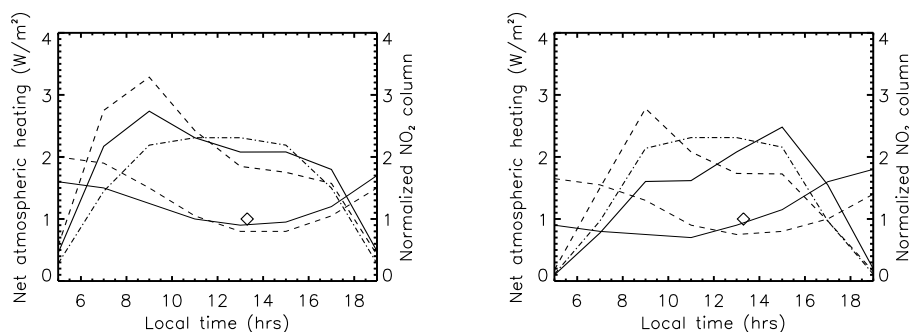 Net atmospheric heating (W/m²)
4
3
2
1
0
6 8 10 12 14 16 18
Local time (hrs)
4
3
2
1
0
Normalized NO₂ column
Net atmospheric heating (W/m²)
4
3
2
1
0
6 8 10 12 14 16 18
Local time (hrs)
4
3
2
1
0
Normalized NO₂ column